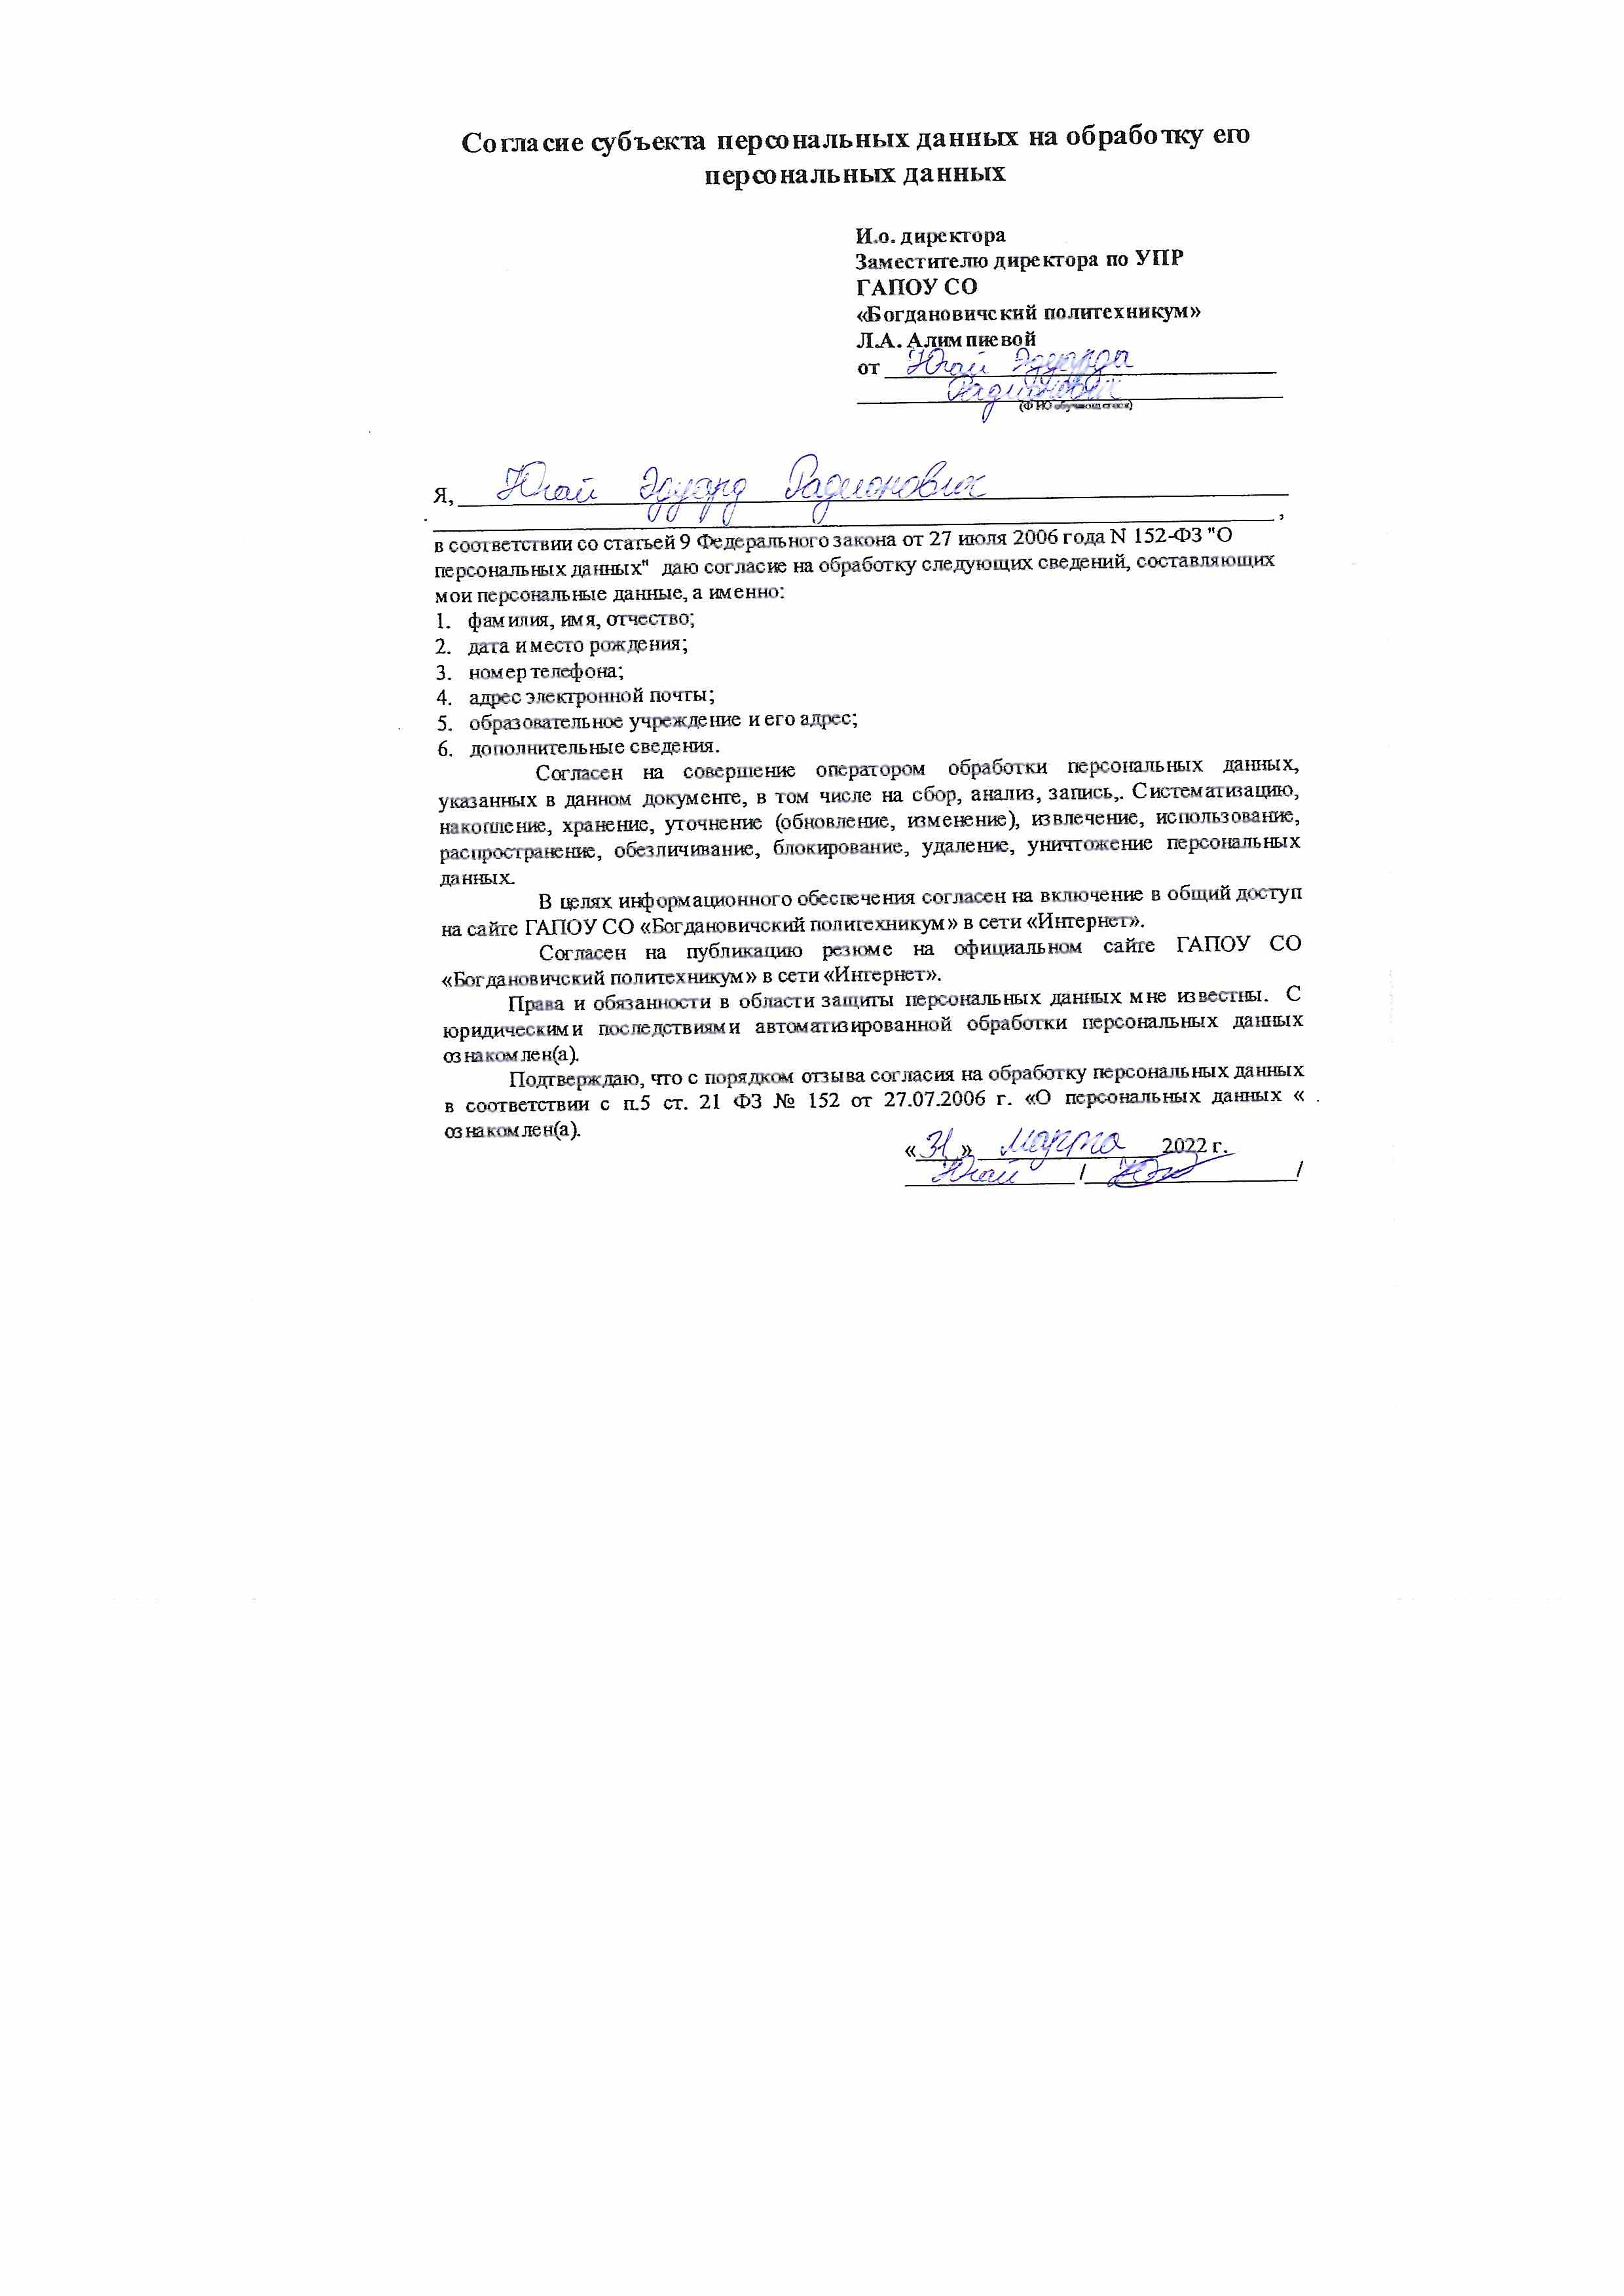 Согласие субъекта персональных данных на обработку его
персональных данных
И.о. директора
Заместителю директора по УПР
ГАПОУ СО
«Богдановичский политехникум»
Л.А. Алимпиевой
от Югай Эдуарда
Радионовича
(ФИО обучающегося)
Я, Югай Эдуард Радионович
,
в соответствии со статьей 9 Федерального закона от 27 июля 2006 года N 152-ФЗ "О
персональных данных" даю согласие на обработку следующих сведений, составляющих
мои персональные данные, а именно:
1. фамилия, имя, отчество;
2. дата и место рождения;
3. номер телефона;
4. адрес электронной почты;
5. образовательное учреждение и его адрес;
6. дополнительные сведения.
Согласен на совершение оператором обработки персональных данных,
указанных в данном документе, в том числе на сбор, анализ, запись,. Систематизацию,
накопление, хранение, уточнение (обновление, изменение), извлечение, использование,
распространение, обезличивание, блокирование, удаление, уничтожение персональных
данных.
В целях информационного обеспечения согласен на включение в общий доступ
на сайте ГАПОУ СО «Богдановичский политехникум» в сети «Интернет».
Согласен на публикацию резюме на официальном сайте ГАПОУ СО
«Богдановичский политехникум» в сети «Интернет».
Права и обязанности в области защиты персональных данных мне известны. С
юридическими последствиями автоматизированной обработки персональных данных
ознакомлен(а).
Подтверждаю, что с порядком отзыва согласия на обработку персональных данных
в соответствии с п.5 ст. 21 ФЗ № 152 от 27.07.2006 г. «О персональных данных « .
ознакомлен(а).
«31» марта 2022 г.
Югай / /